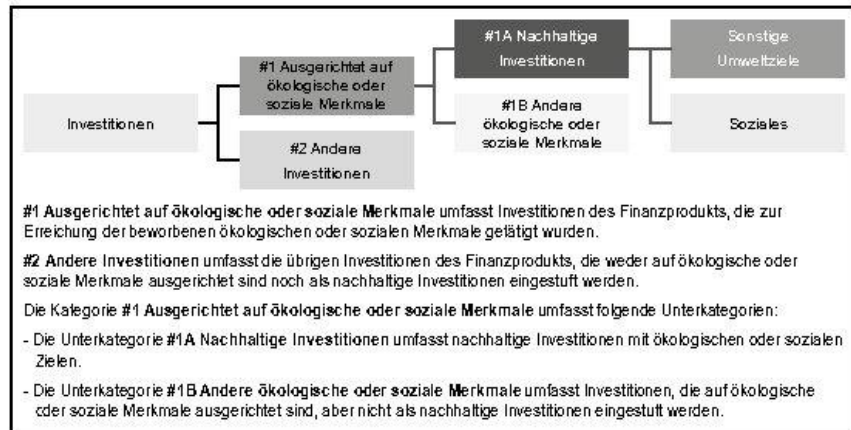 #1A Nachhaltige
Investitionen
Sonstige
Umweltziele
#1 Ausgerichtet auf
ökologische oder
soziale Merkmale
#1B Andere
ökologische oder
soziale Merkmale
Investitionen
Soziales
#2 Andere
Investitionen
#1 Ausgerichtet auf ökologische oder soziale Merkmale umfasst Investitionen des Finanzprodukts, die zur
Erreichung der beworbenen ökologischen oder sozialen Merkmale getätigt wurden.
#2 Andere Investitionen umfasst die übrigen Investitionen des Finanzprodukts, die weder auf ökologische oder
soziale Merkmale ausgerichtet sind noch als nachhaltige Investitionen eingestuft werden.
Die Kategorie #1 Ausgerichtet auf ökologische oder soziale Merkmale umfasst folgende Unterkategorien:
- Die Unterkategorie #1A Nachhaltige Investitionen umfasst nachhaltige Investitionen mit ökologischen oder sozialen
Zielen.
- Die Unterkategorie #1B Andere ökologische oder soziale Merkmale umfasst Investitionen, die auf ökologische
oder soziale Merkmale ausgerichtet sind, aber nicht als nachhaltige Investitionen eingestuft werden.